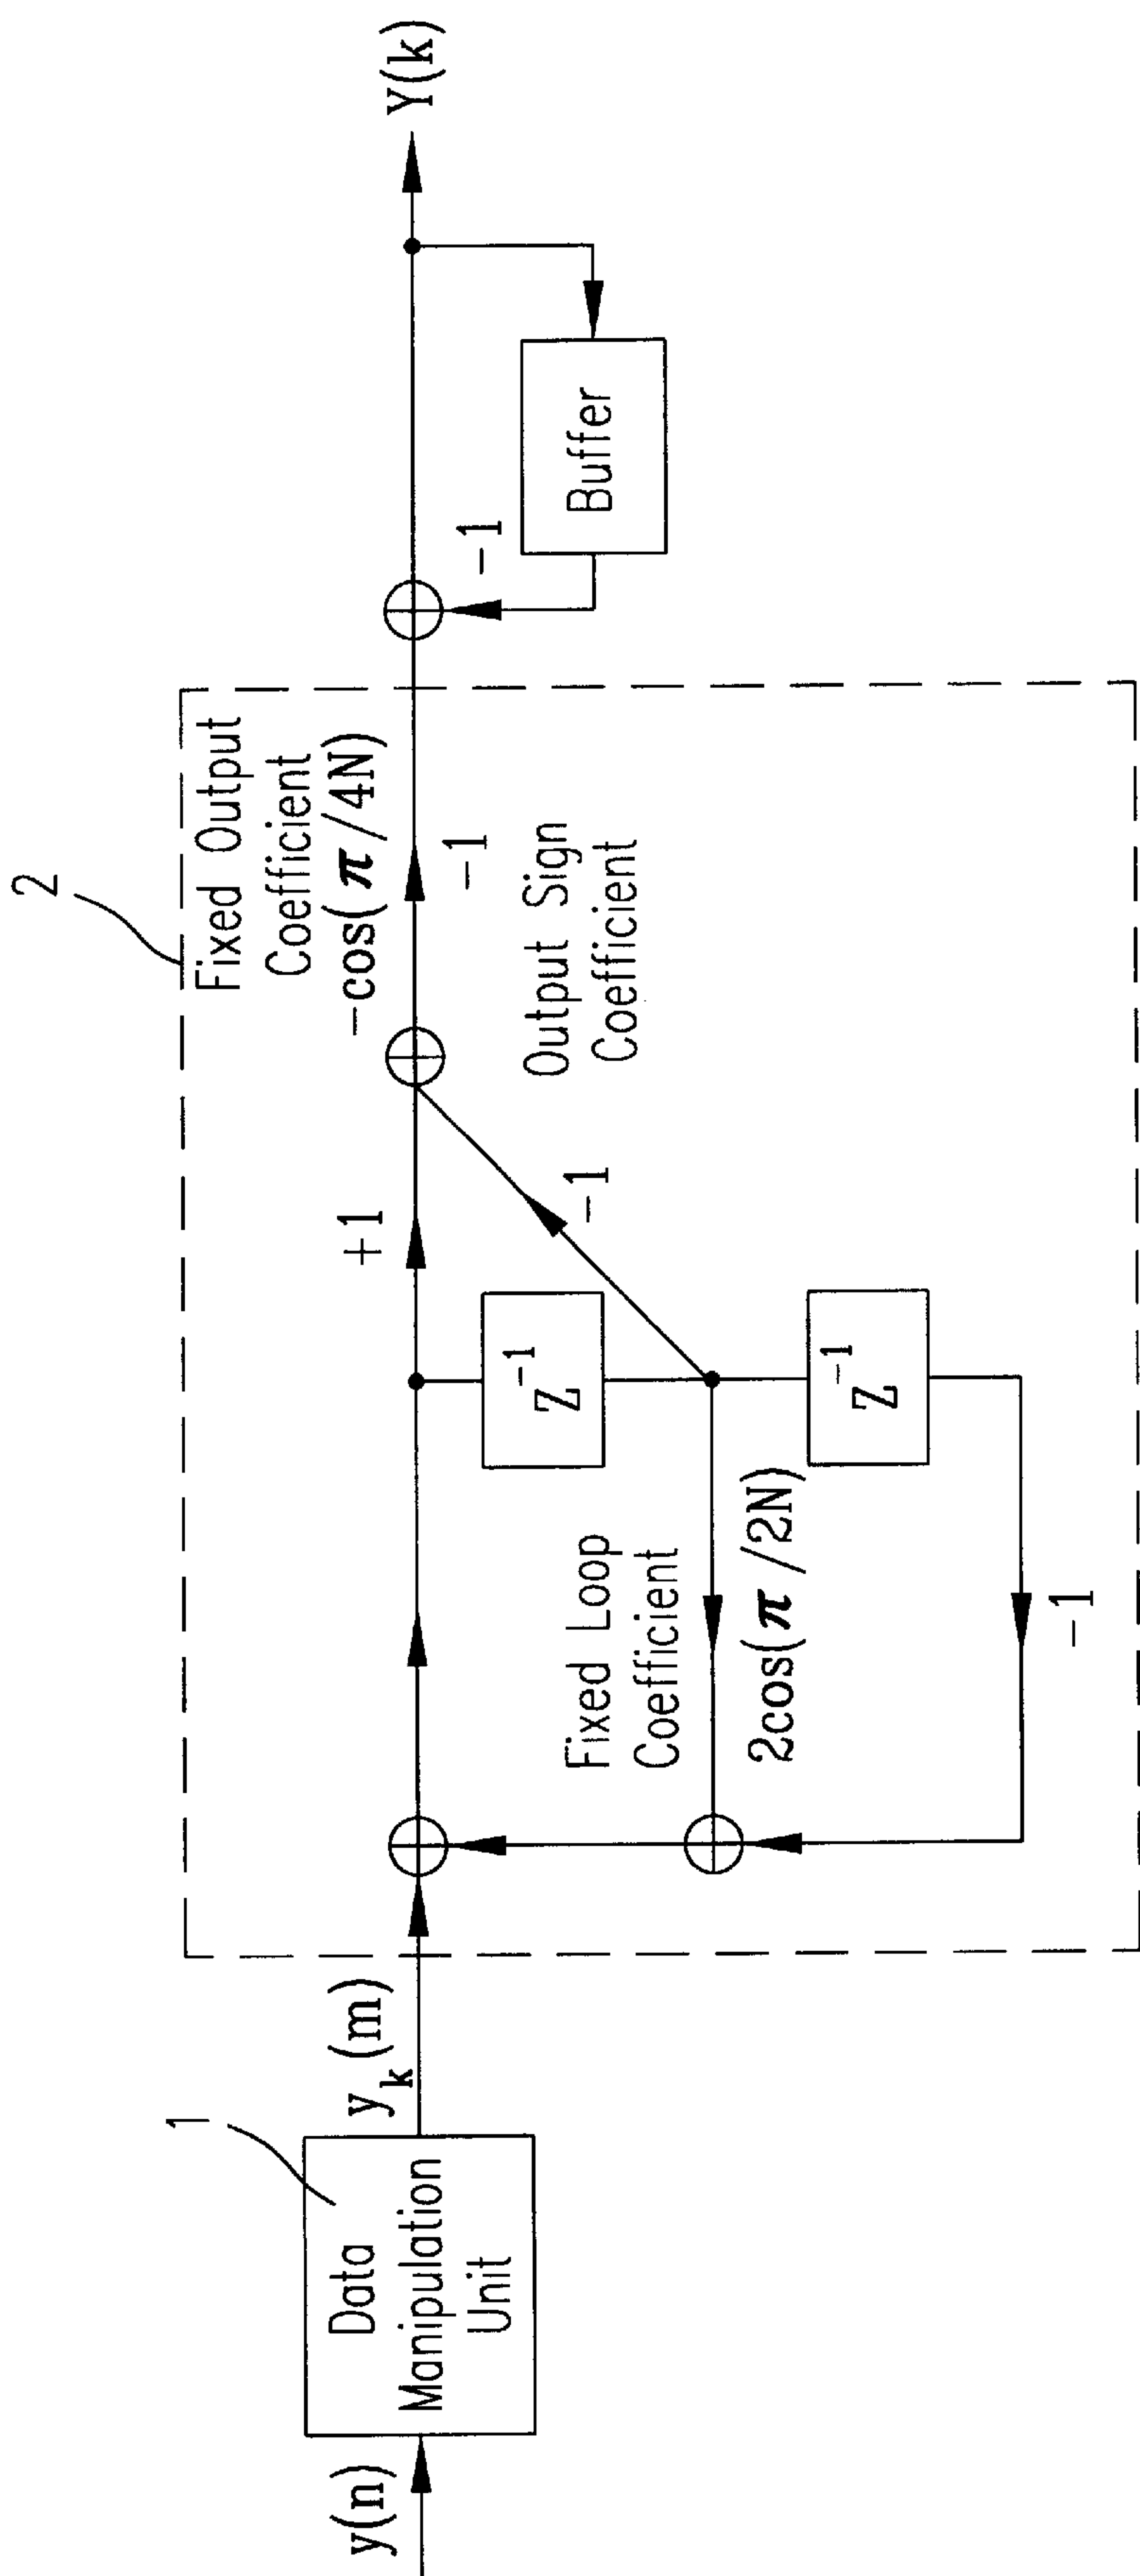 y(n)
Data
Manipulation
Unit
1
y_k(m)
2
Fixed Output
Coefficient
-cos(π/4N)
+1
-1
-1
Output Sign
Coefficient
Z^-1
Z^-1
Fixed Loop
Coefficient
2cos(π/2N)
-1
-1
Buffer
Y(k)